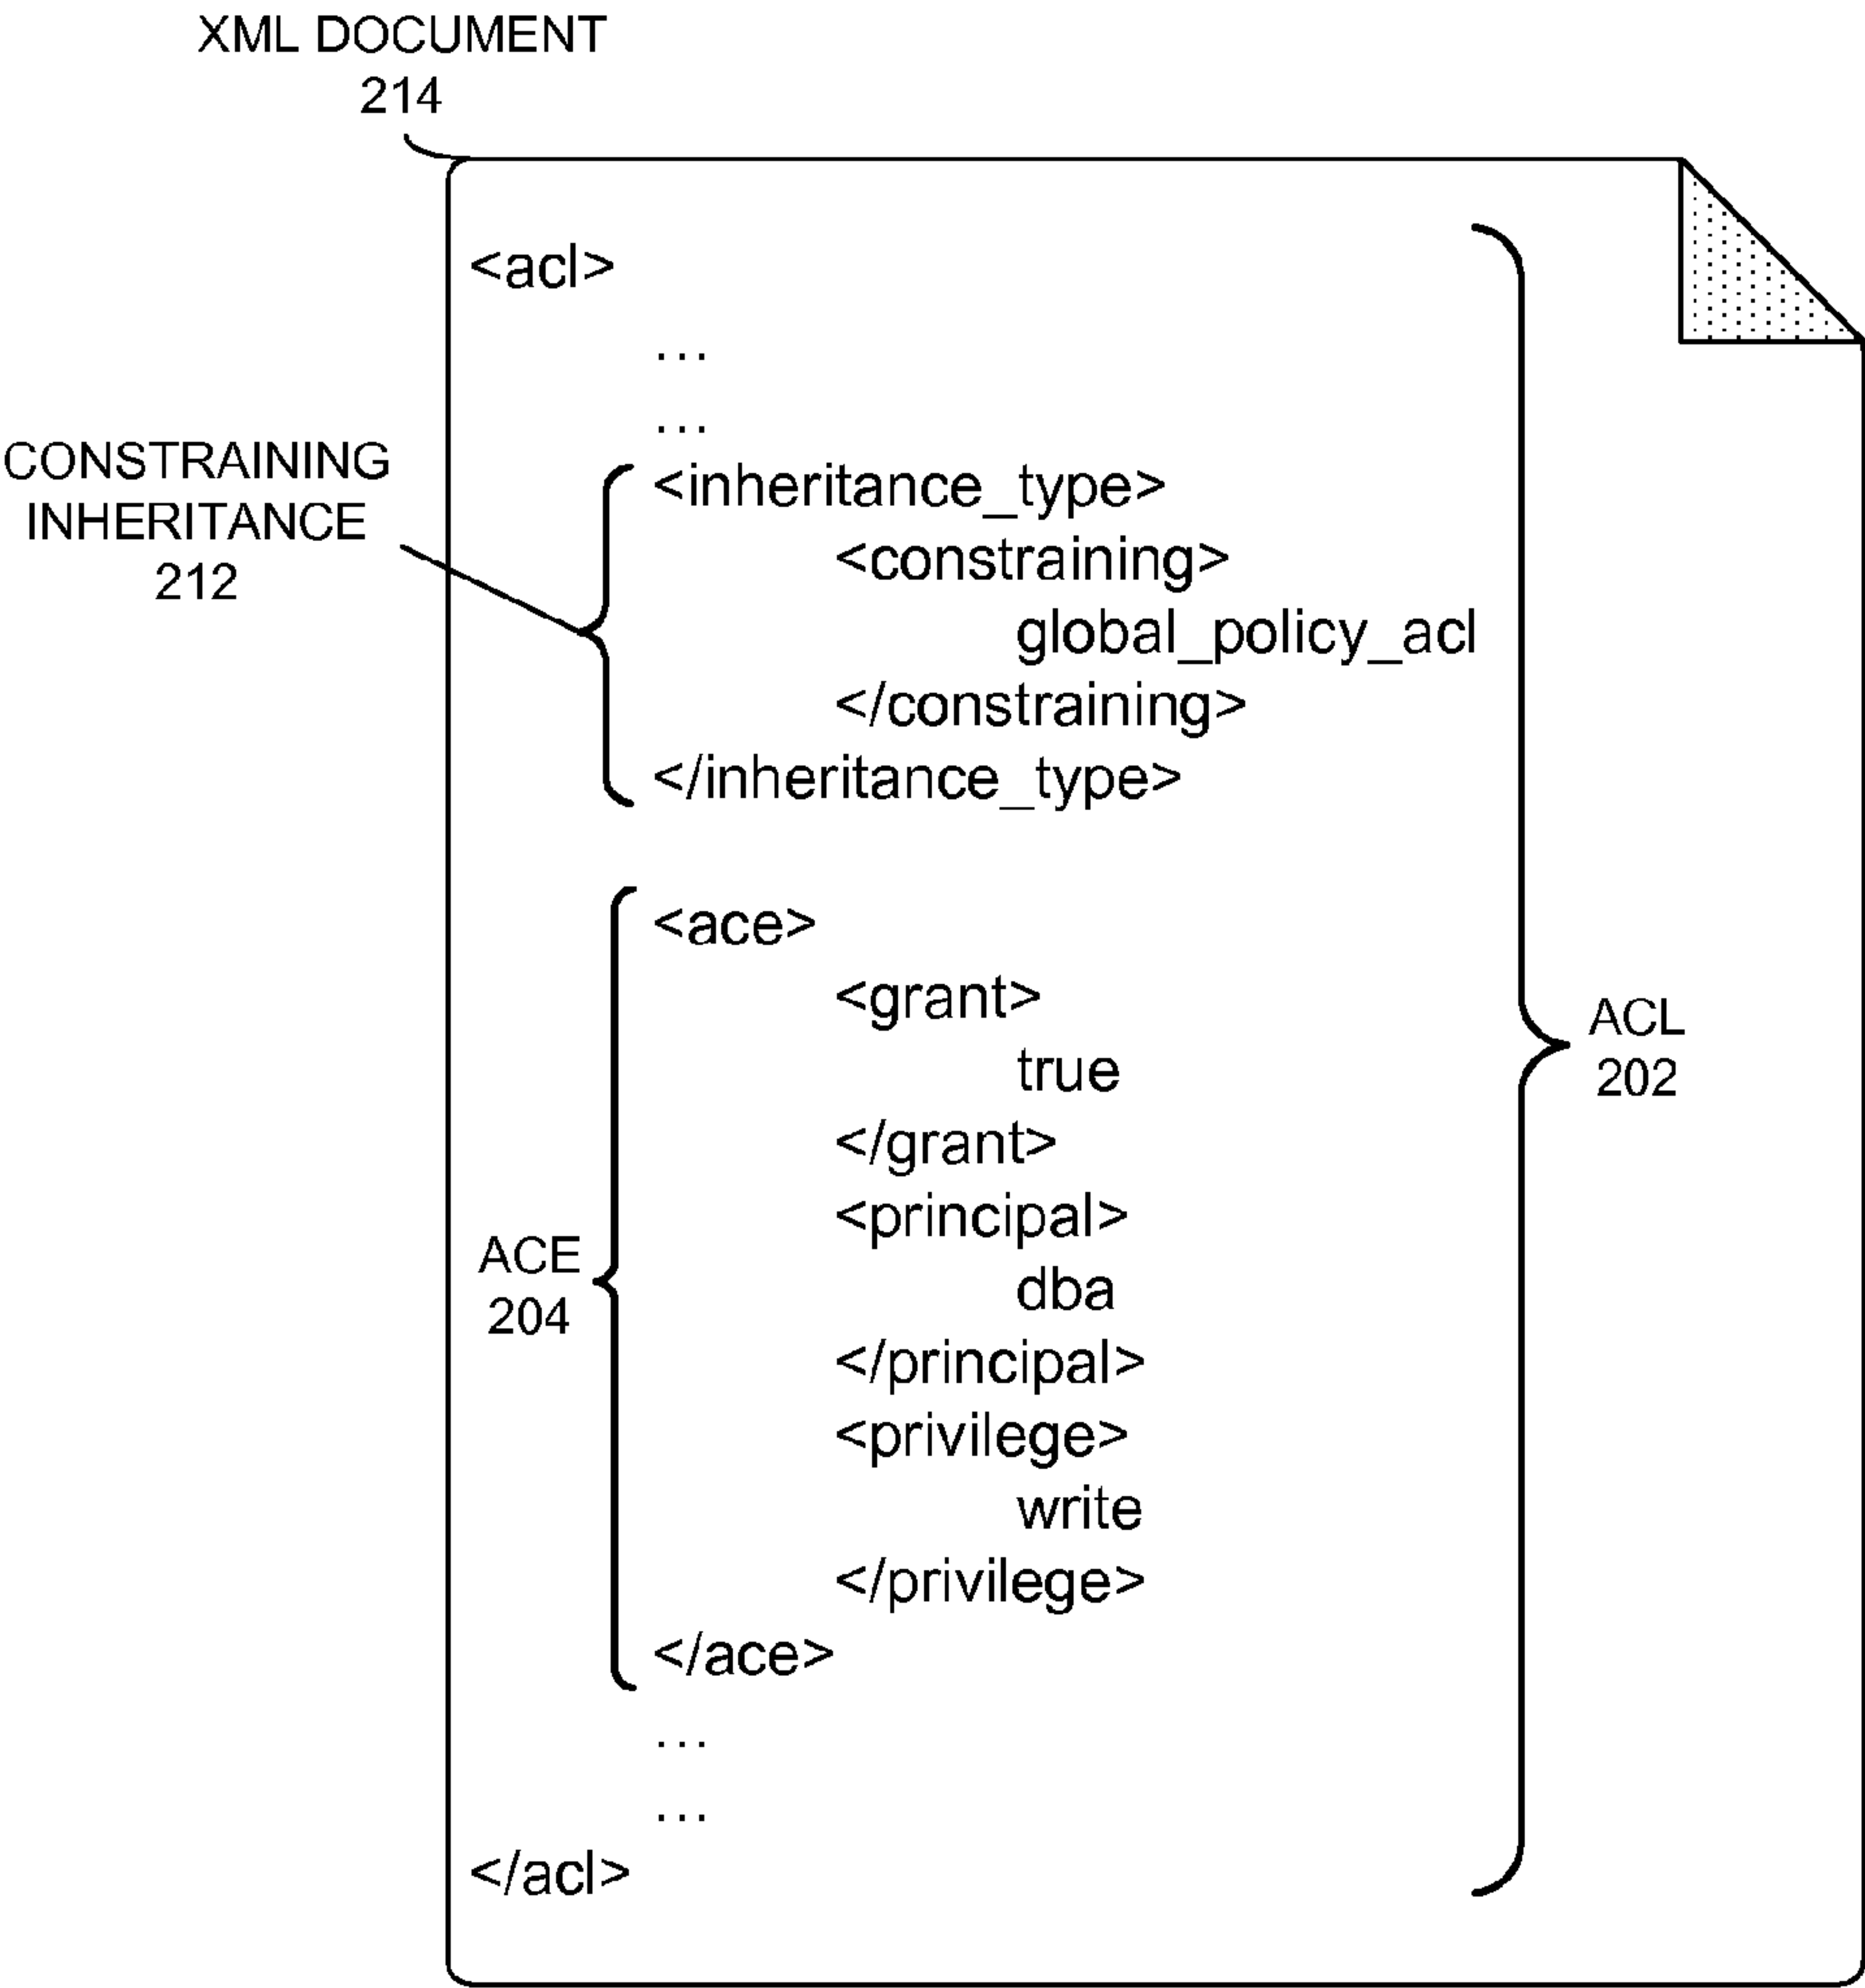 XML DOCUMENT
214
<acl>
...
...
CONSTRAINING
INHERITANCE
212
<inheritance_type>
<constraining>
global_policy_acl
</constraining>
</inheritance_type>
<ace>
<grant>
true
</grant>
<principal>
dba
</principal>
<privilege>
write
</privilege>
</ace>
ACE
204
ACL
202
...
...
</acl>